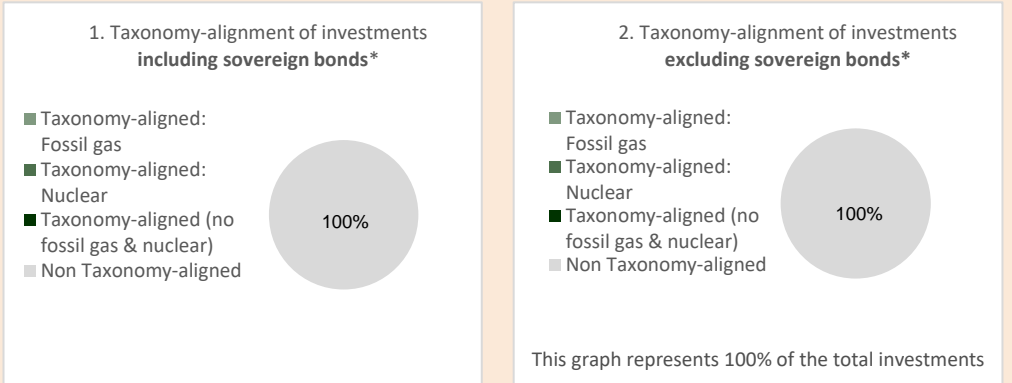 1. Taxonomy-alignment of investments
including sovereign bonds*
Taxonomy-aligned:
Fossil gas
Taxonomy-aligned:
Nuclear
Taxonomy-aligned (no
fossil gas & nuclear)
Non Taxonomy-aligned
100%
2. Taxonomy-alignment of investments
excluding sovereign bonds*
Taxonomy-aligned:
Fossil gas
Taxonomy-aligned:
Nuclear
Taxonomy-aligned (no
fossil gas & nuclear)
Non Taxonomy-aligned
100%
This graph represents 100% of the total investments